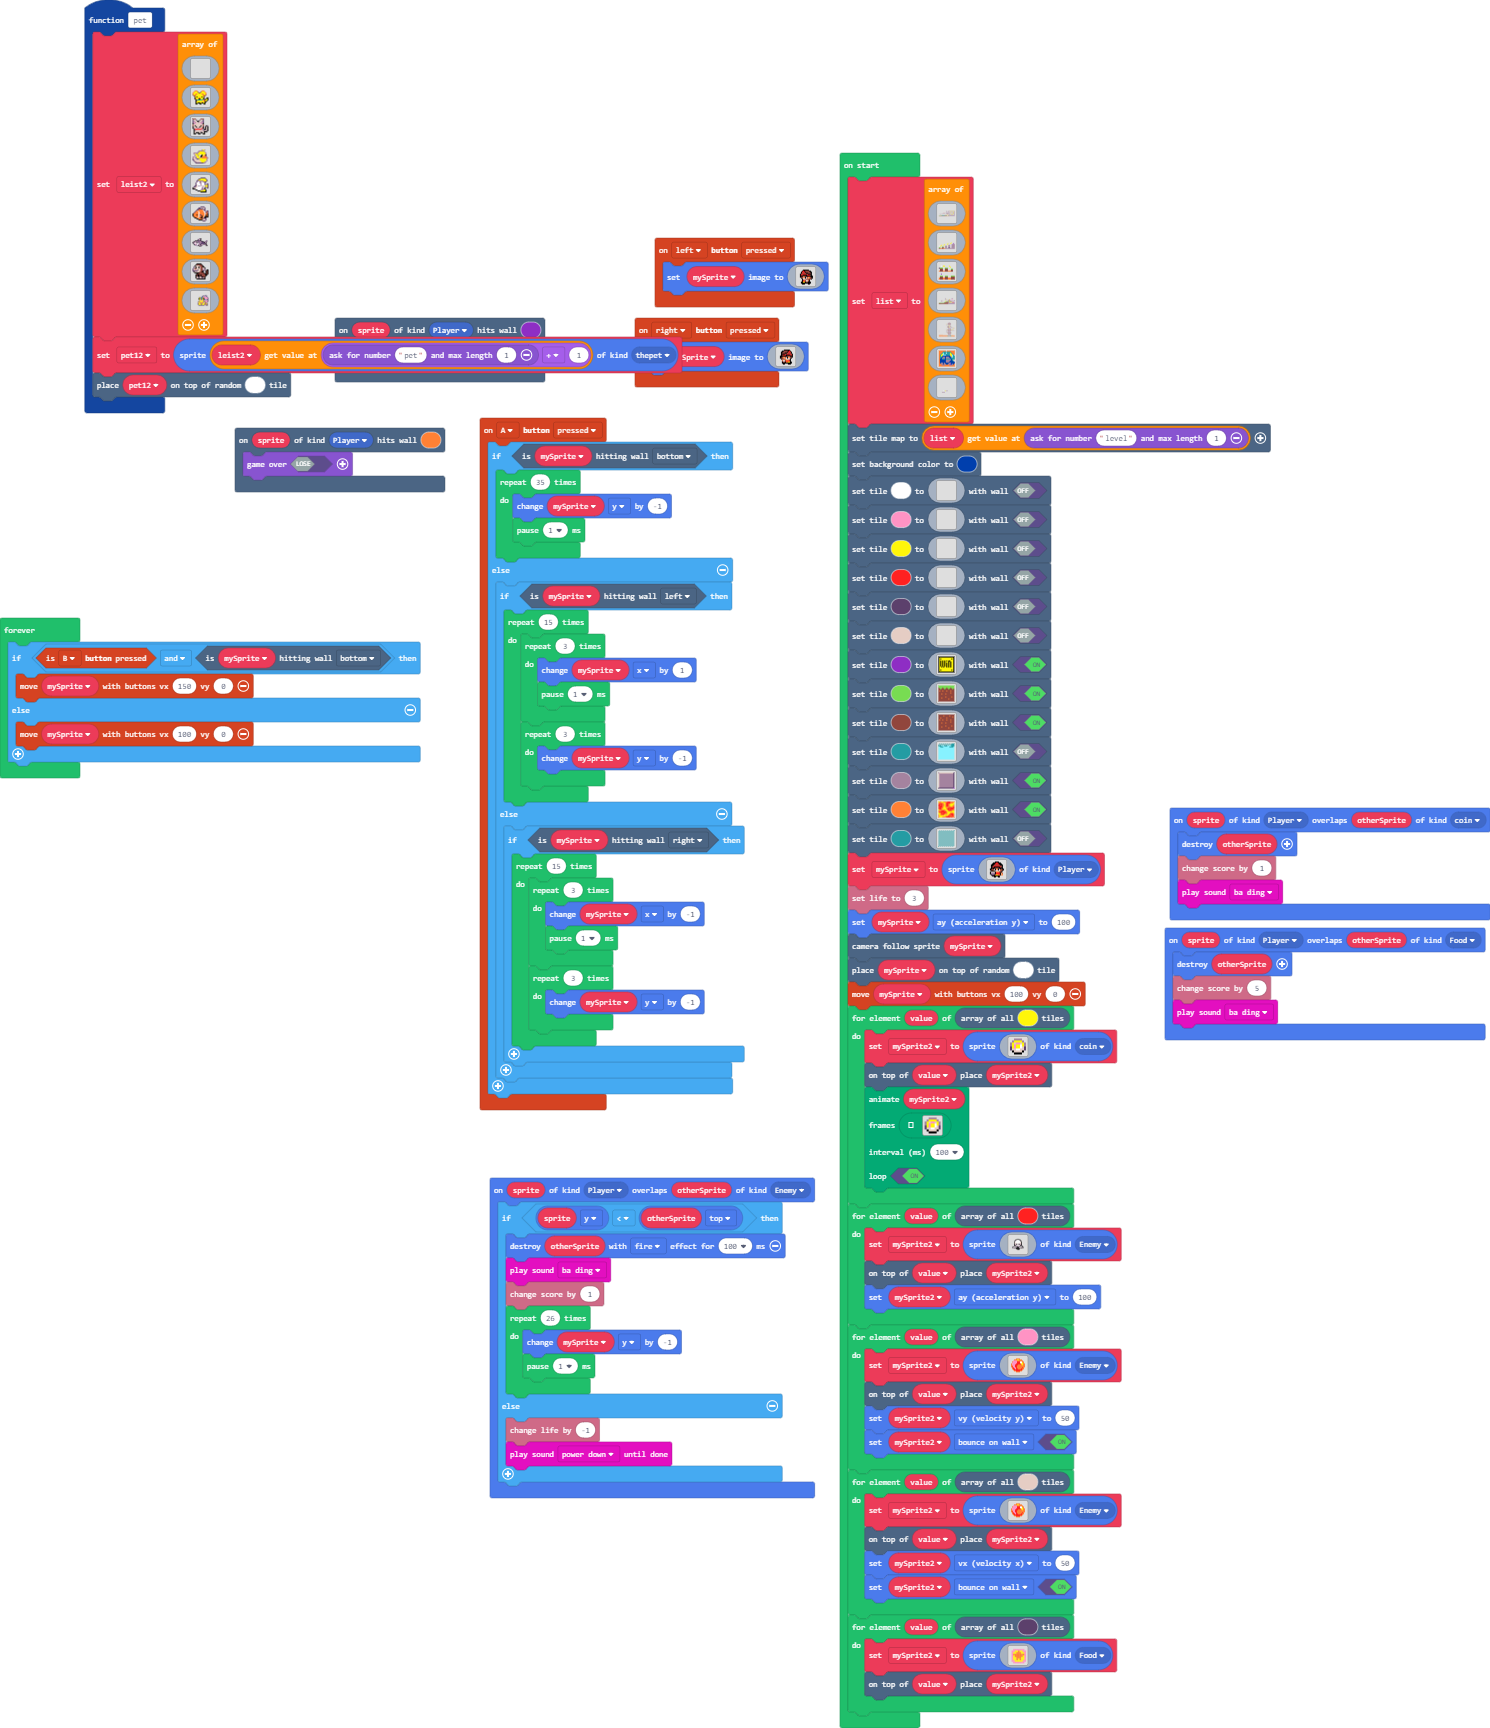 function pet
array of
set leist2 to
set pet12 to sprite leist2 get value at ask for number "pet" and max length 1 + 1 of kind thepet
place pet12 on top of random tile
on sprite of kind Player hits wall
on left button pressed
set mySprite image to
on right button pressed
Sprite image to
on sprite of kind Player hits wall
game over LOSE
forever
if is B button pressed and is mySprite hitting wall bottom then
move mySprite with buttons vx 150 vy 0
else
move mySprite with buttons vx 100 vy 0
on A button pressed
if is mySprite hitting wall bottom then
repeat 35 times
do change mySprite y by -1
pause 1 ms
else
if is mySprite hitting wall left then
repeat 15 times
do repeat 3 times
do change mySprite x by 1
pause 1 ms
repeat 3 times
do change mySprite y by -1
else
if is mySprite hitting wall right then
repeat 15 times
do repeat 3 times
do change mySprite x by -1
pause 1 ms
repeat 3 times
do change mySprite y by -1
on sprite of kind Player overlaps otherSprite of kind Enemy
if sprite y < otherSprite top then
destroy otherSprite with fire effect for 100 ms
play sound ba ding
change score by 1
repeat 26 times
do change mySprite y by -1
pause 1 ms
else
change life by -1
play sound power down until done
on start
array of
set list to
set tile map to list get value at ask for number "level" and max length 1
set background color to
set tile to with wall OFF
set tile to with wall OFF
set tile to with wall OFF
set tile to with wall OFF
set tile to with wall OFF
set tile to with wall OFF
set tile to with wall ON
set tile to with wall ON
set tile to with wall ON
set tile to with wall OFF
set tile to with wall ON
set tile to with wall ON
set tile to with wall OFF
set mySprite to sprite of kind Player
set life to 3
set mySprite ay (acceleration y) to 100
camera follow sprite mySprite
place mySprite on top of random tile
move mySprite with buttons vx 100 vy 0
for element value of array of all tiles
do set mySprite2 to sprite of kind coin
on top of value place mySprite2
animate mySprite2
frames
interval (ms) 100
loop ON
for element value of array of all tiles
do set mySprite2 to sprite of kind Enemy
on top of value place mySprite2
set mySprite2 ay (acceleration y) to 100
for element value of array of all tiles
do set mySprite2 to sprite of kind Enemy
on top of value place mySprite2
set mySprite2 vy (velocity y) to 50
set mySprite2 bounce on wall ON
for element value of array of all tiles
do set mySprite2 to sprite of kind Enemy
on top of value place mySprite2
set mySprite2 vx (velocity x) to 50
set mySprite2 bounce on wall ON
for element value of array of all tiles
do set mySprite2 to sprite of kind Food
on top of value place mySprite2
on sprite of kind Player overlaps otherSprite of kind coin
destroy otherSprite
change score by 1
play sound ba ding
on sprite of kind Player overlaps otherSprite of kind Food
destroy otherSprite
change score by 5
play sound ba ding